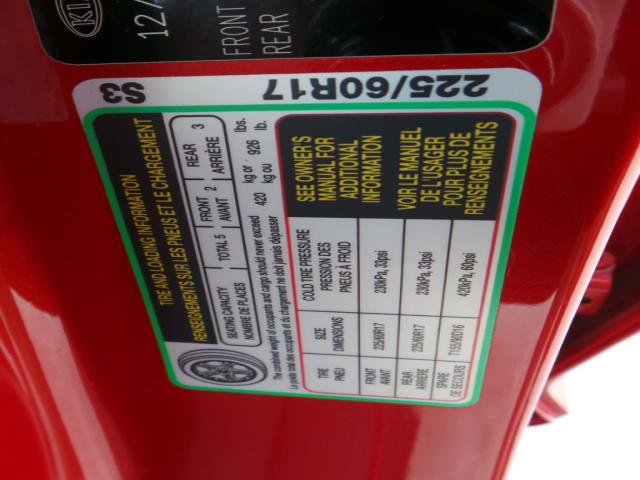 KIA
12/
FRONT
REAR
S3 225/60R17
TIRE AND LOADING INFORMATION
RENSEIGNEMENTS SUR LES PNEUS ET LE CHARGEMENT
SEATING CAPACITY
NOMBRE DE PLACES
TOTAL 5
FRONT
AVANT 2
REAR
ARRIÈRE 3
The combined weight of occupants and cargo should never exceed 420 kg or 926 lbs.
Le poids total des occupants et du chargement ne doit jamais dépasser 420 kg ou 926 lb.
TIRE
PNEU
SIZE
DIMENSIONS
COLD TIRE PRESSURE
PRESSION DES
PNEUS À FROID
SEE OWNER'S
MANUAL FOR
ADDITIONAL
INFORMATION
FRONT
AVANT
225/60R17
230kPa, 33psi
REAR
ARRIÈRE
225/60R17
230kPa, 33psi
VOIR LE MANUEL
DE L'USAGER
POUR PLUS DE
RENSEIGNEMENTS
SPARE
DE SECOURS
T155/90D16
420kPa, 60psi